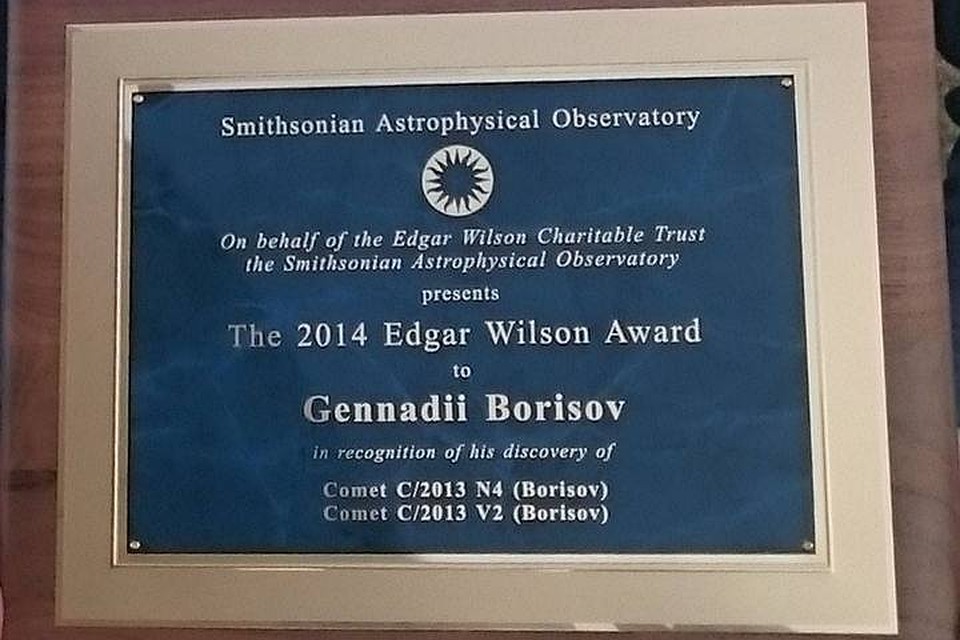 Smithsonian Astrophysical Observatory
On behalf of the Edgar Wilson Charitable Trust
the Smithsonian Astrophysical Observatory
presents
The 2014 Edgar Wilson Award
to
Gennadii Borisov
in recognition of his discovery of
Comet C/2013 N4 (Borisov)
Comet C/2013 V2 (Borisov)